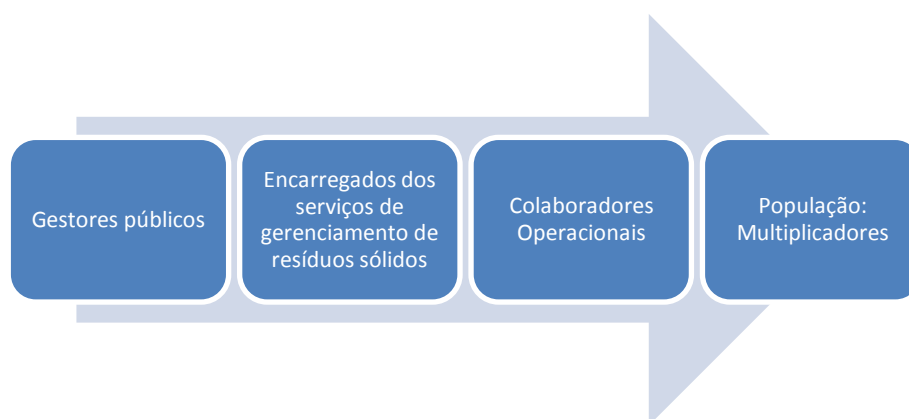 Gestores públicos
Encarregados dos
serviços de
gerenciamento de
resíduos sólidos
Colaboradores
Operacionais
População:
Multiplicadores